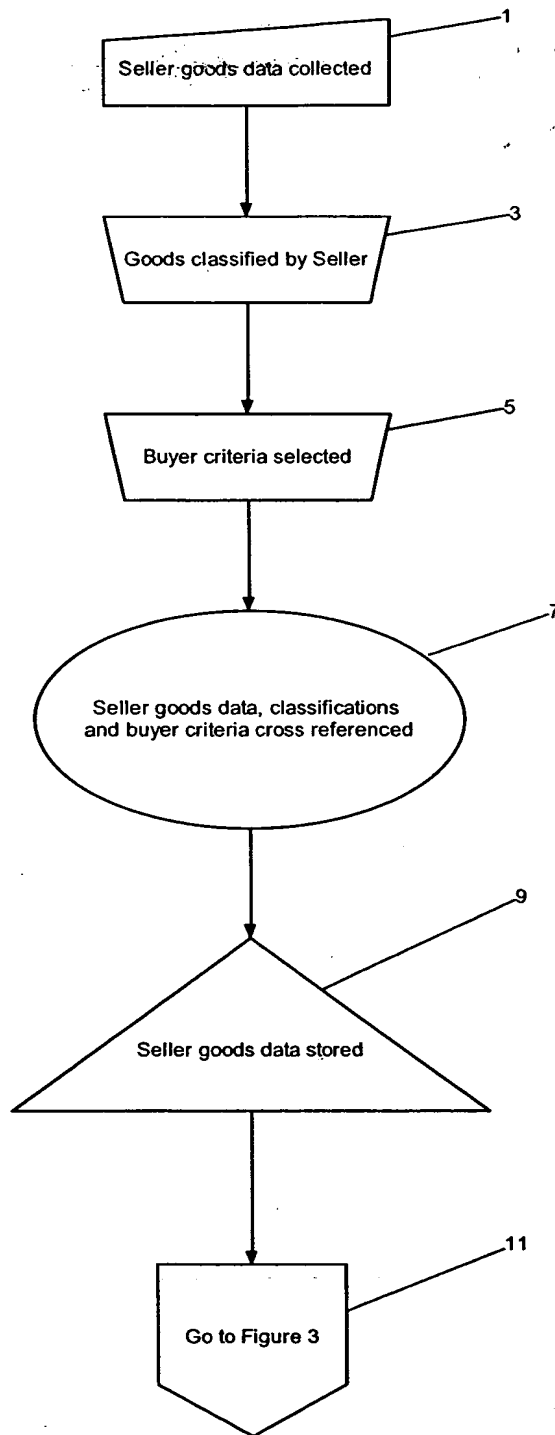 1
Seller goods data collected
3
Goods classified by Seller
5
Buyer criteria selected
7
Seller goods data, classifications
and buyer criteria cross referenced
9
Seller goods data stored
11
Go to Figure 3